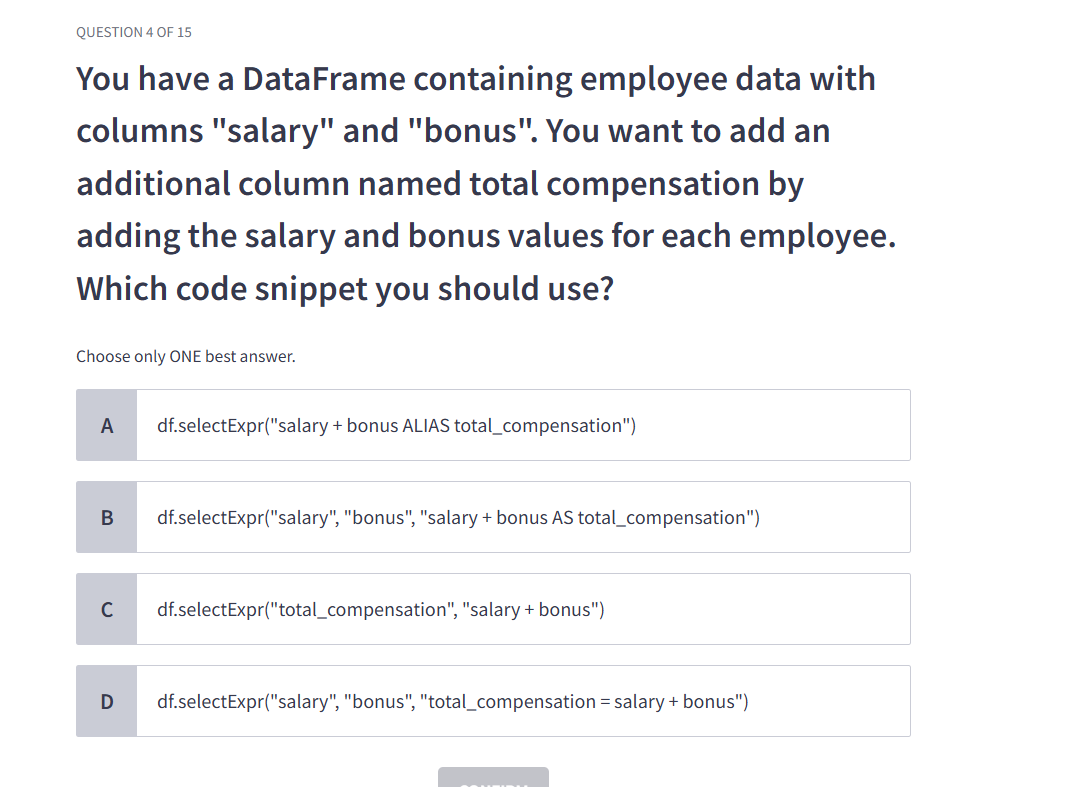 QUESTION 4 OF 15
You have a DataFrame containing employee data with
columns "salary" and "bonus". You want to add an
additional column named total compensation by
adding the salary and bonus values for each employee.
Which code snippet you should use?
Choose only ONE best answer.
A
df.selectExpr("salary + bonus ALIAS total_compensation")
B
df.selectExpr("salary", "bonus", "salary + bonus AS total_compensation")
C
df.selectExpr("total_compensation", "salary + bonus")
D
df.selectExpr("salary", "bonus", "total_compensation = salary + bonus")